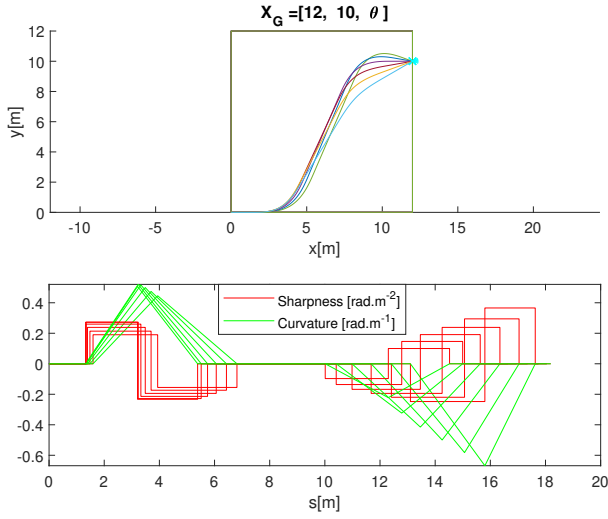 X_G =[12, 10, θ ]
12
10
8
6
4
2
0
y[m]
-10 -5 0 5 10 15 20
x[m]
0.4
0.2
0
-0.2
-0.4
-0.6
Sharpness [rad.m^-2]
Curvature [rad.m^-1]
0 2 4 6 8 10 12 14 16 18 20
s[m]